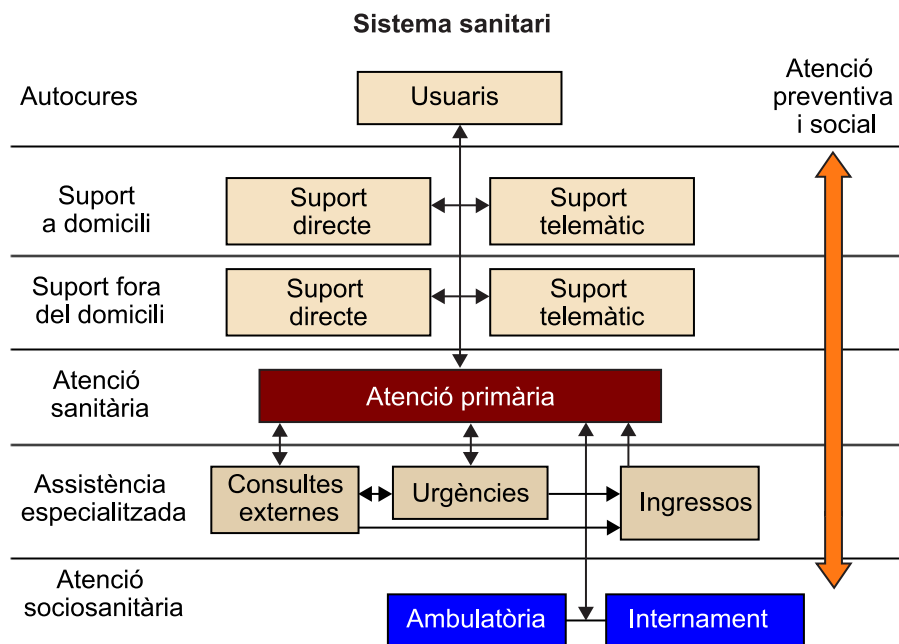 Sistema sanitari
Atenció
preventiva
i social
Autocures
Usuaris
Suport
a domicili
Suport
directe
Suport
telemàtic
Suport fora
del domicili
Suport
directe
Suport
telemàtic
Atenció
sanitària
Atenció primària
Assistència
especialitzada
Consultes
externes
Urgències
Ingressos
Atenció
sociosanitària
Ambulatòria
Internament